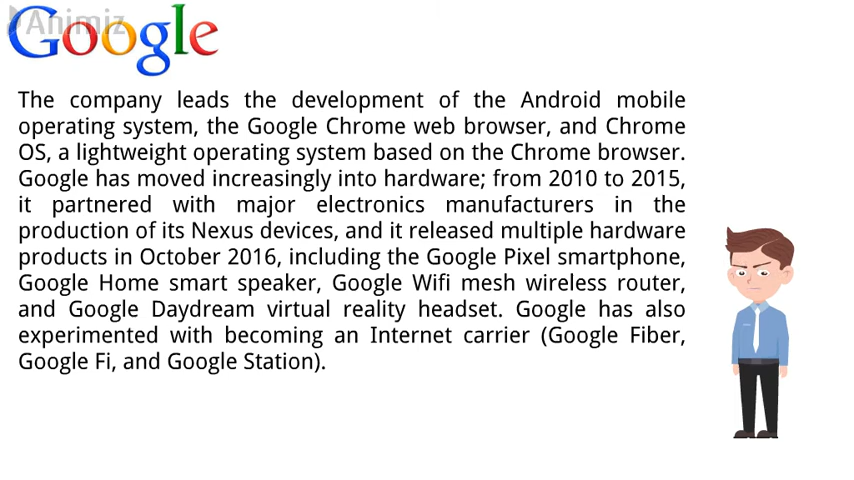 Animiz
Google
The company leads the development of the Android mobile
operating system, the Google Chrome web browser, and Chrome
OS, a lightweight operating system based on the Chrome browser.
Google has moved increasingly into hardware; from 2010 to 2015,
it partnered with major electronics manufacturers in the
production of its Nexus devices, and it released multiple hardware
products in October 2016, including the Google Pixel smartphone,
Google Home smart speaker, Google Wifi mesh wireless router,
and Google Daydream virtual reality headset. Google has also
experimented with becoming an Internet carrier (Google Fiber,
Google Fi, and Google Station).